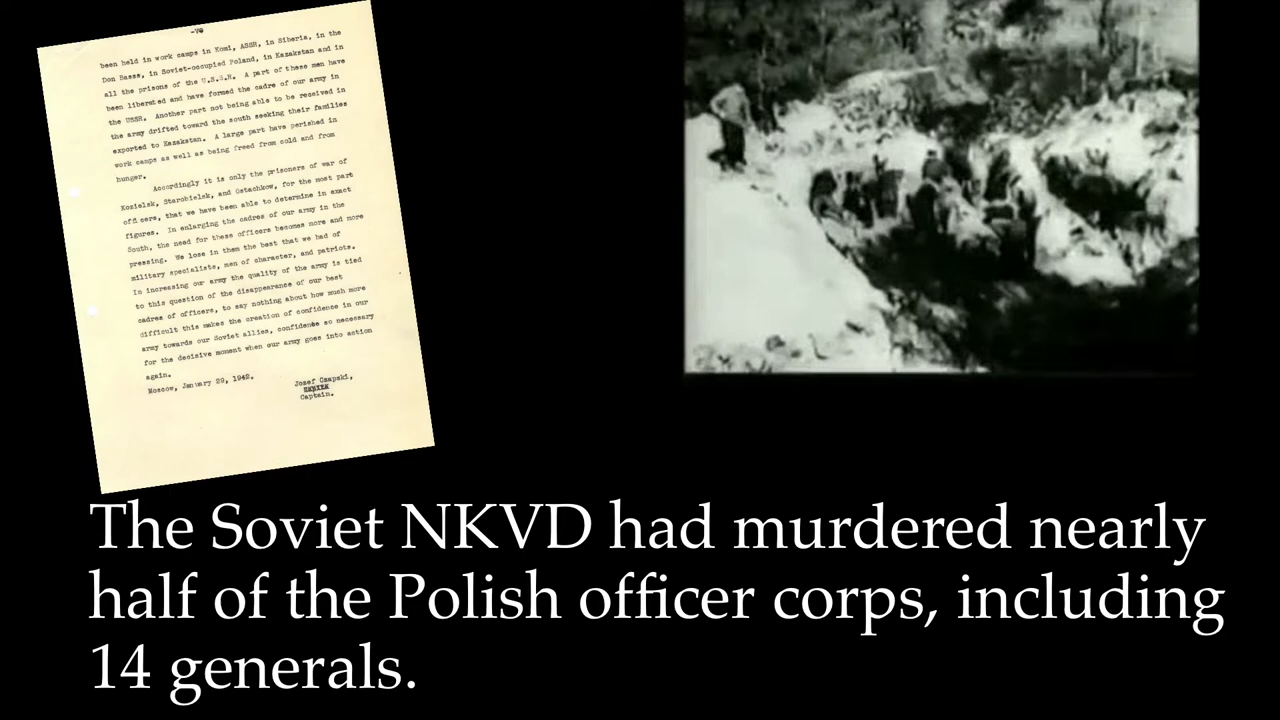 -70
been held in work camps in Komi, ASSR, in Siberia, in the
Don Basss, in Soviet-occupied Poland, in Kazakstan and in
all the prisons of the U.S.S.R. A part of these men have
been liberated and have formed the cadre of our army in
the USSR. Another part not being able to be received in
the army drifted toward the south seeking their families
exported to Kazakstan. A large part have perished in
work camps as well as being freed from cold and from
hunger.
Accordingly it is only the prisoners of war of
Kozielsk, Starobielsk, and Ostachkow, for the most part
officers, that we have been able to determine in exact
figures. In enlarging the cadres of our army in the
South, the need for these officers becomes more and more
pressing. We lose in them the best that we had of
military specialists, men of character, and patriots.
In increasing our army the quality of the army is tied
to this question of the disappearance of our best
cadres of officers, to say nothing about how much more
difficult this makes the creation of confidence in our
army towards our Soviet allies, confidence so necessary
for the decisive moment when our army goes into action
again.
Moscow, January 29, 1942.
Jozef Czapski,
Captain.
The Soviet NKVD had murdered nearly
half of the Polish officer corps, including
14 generals.